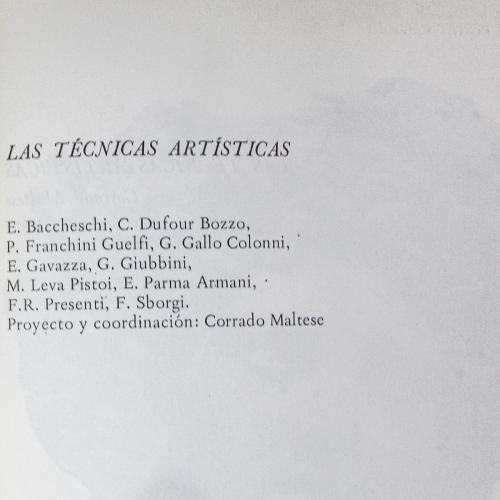 LAS TÉCNICAS ARTÍSTICAS
E. Baccheschi, C. Dufour Bozzo,
P. Franchini Guelfi, G. Gallo Colonni,
E. Gavazza, G. Giubbini,
M. Leva Pistoi, E. Parma Armani,
F.R. Presenti, F. Sborgi.
Proyecto y coordinación: Corrado Maltese